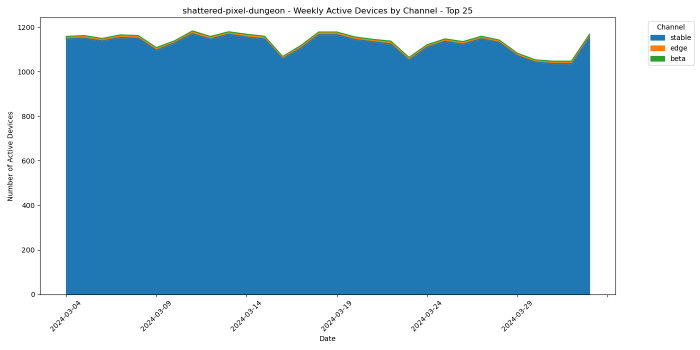 shattered-pixel-dungeon - Weekly Active Devices by Channel - Top 25
Channel
stable
edge
beta
Number of Active Devices
1200
1000
800
600
400
200
0
2024-03-04
2024-03-09
2024-03-14
2024-03-19
2024-03-24
2024-03-29
Date